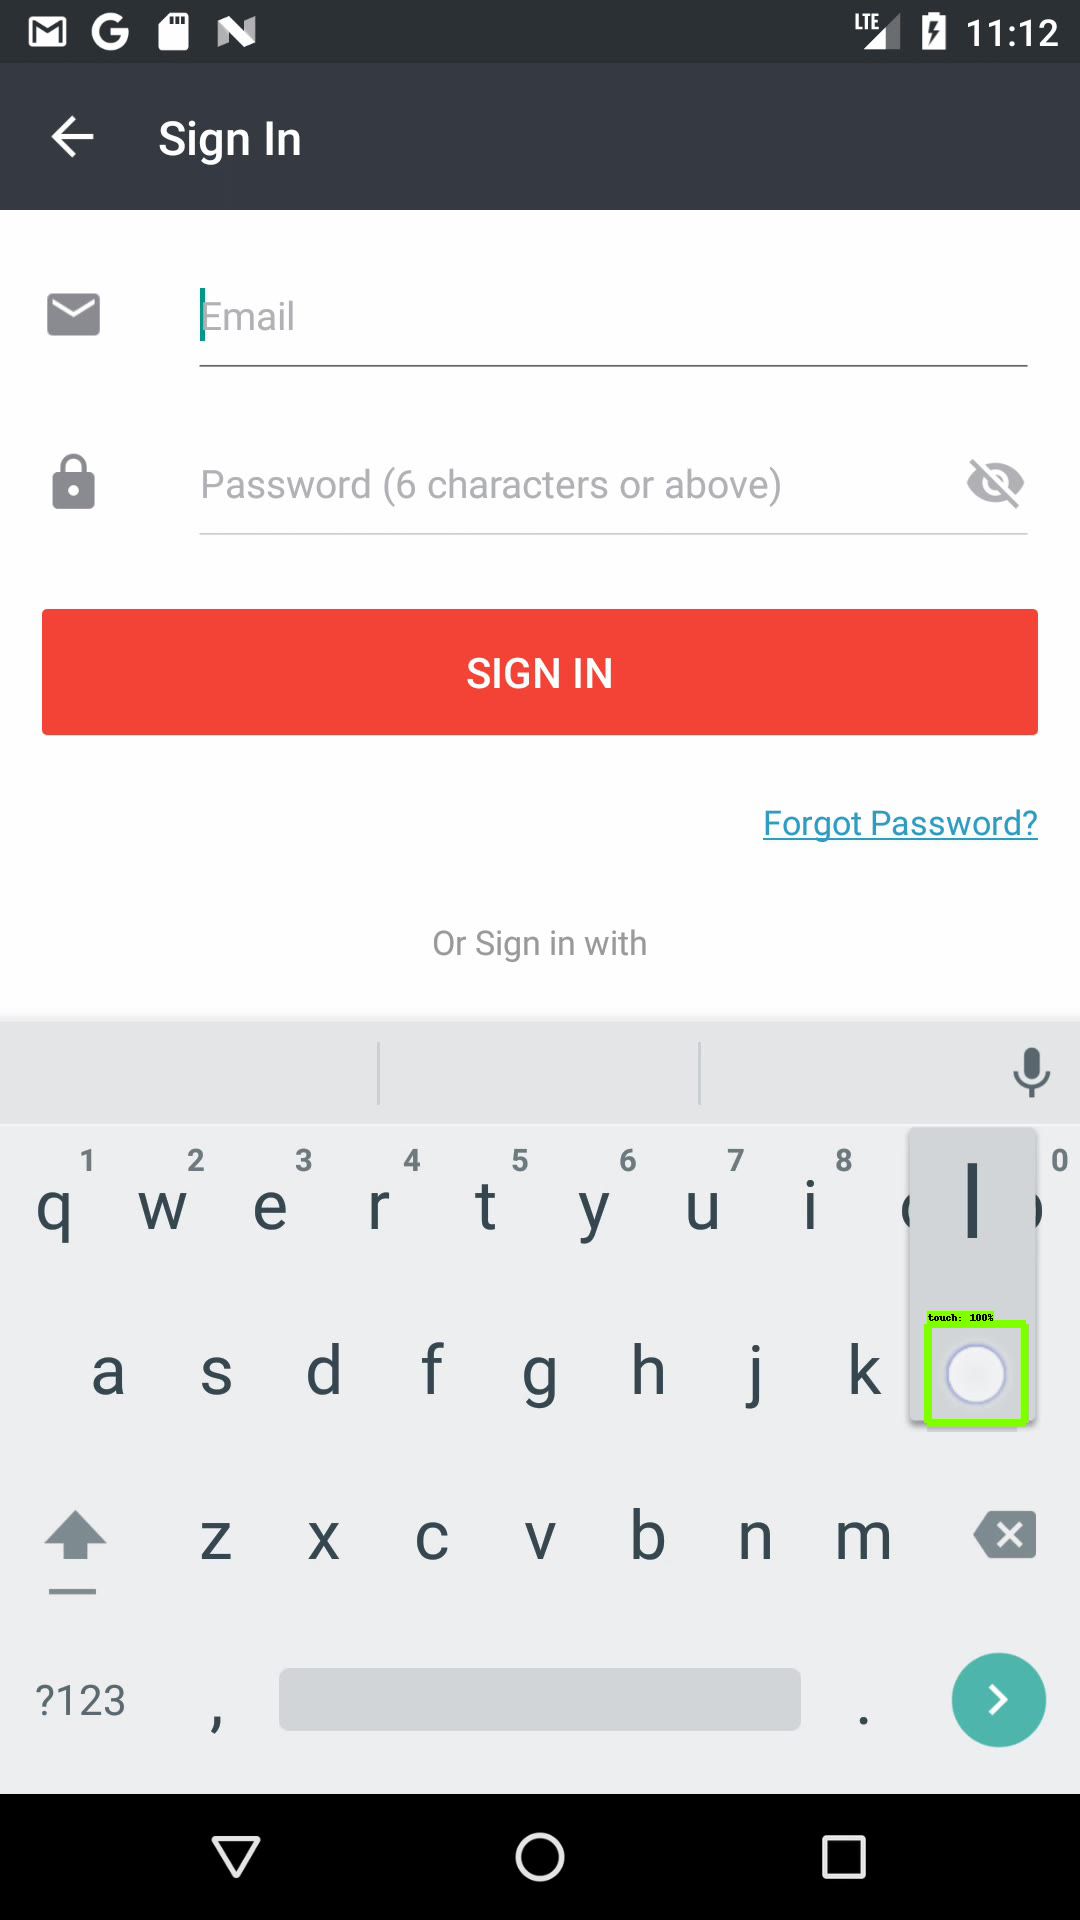 LTE 11:12
Sign In
Email
Password (6 characters or above)
SIGN IN
Forgot Password?
Or Sign in with
1 2 3 4 5 6 7 8 0
q w e r t y u i l
touch: 100%
a s d f g h j k
z x c v b n m
?123 , .